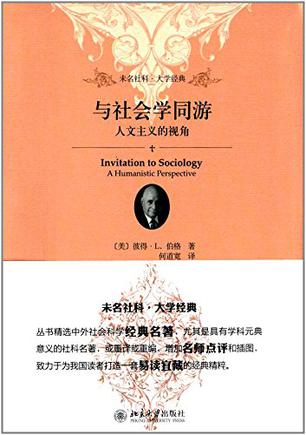 未名社科·大学经典
与社会学同游
人文主义的视角
Invitation to Sociology
A Humanistic Perspective
〔美〕彼得·L. 伯格 著
何道宽 译
未名社科·大学经典
丛书精选中外社会科学经典名著，尤其是具有学科元典
意义的社科名著，或重译或重编，增加名师点评和插图，
致力于为我国读者打造一套易读宜藏的经典精粹。
北京大学出版社
PEKING UNIVERSITY PRESS